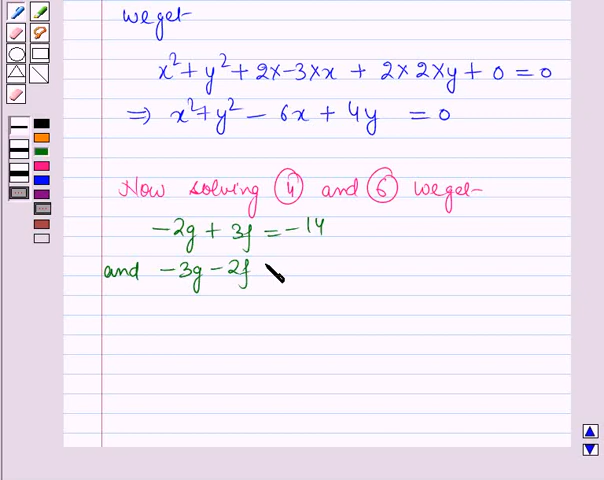 we get
x² + y² + 2×-3×x + 2×2×y + 0 = 0
⇒ x² + y² - 6x + 4y = 0
Now solving ④ and ⑥ we get
-2g + 3f = -14
and -3g - 2f